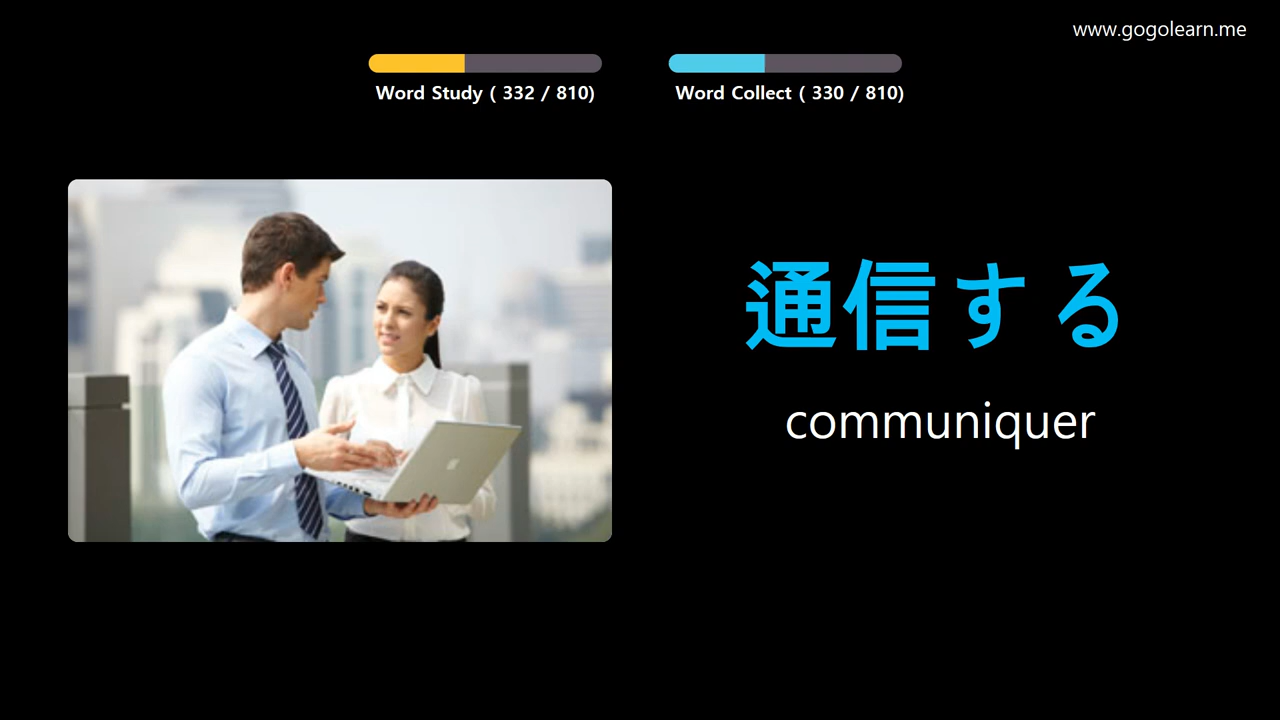 www.gogolearn.me
Word Study ( 332 / 810)
Word Collect ( 330 / 810)
通信する
communiquer